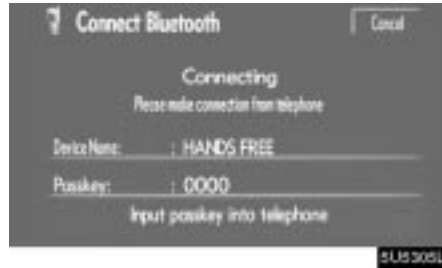 Connect Bluetooth
Cancel
Connecting
Please make connection from telephone
Device Name: : HANDS FREE
Passkey: : 0000
Input passkey into telephone
5US305L